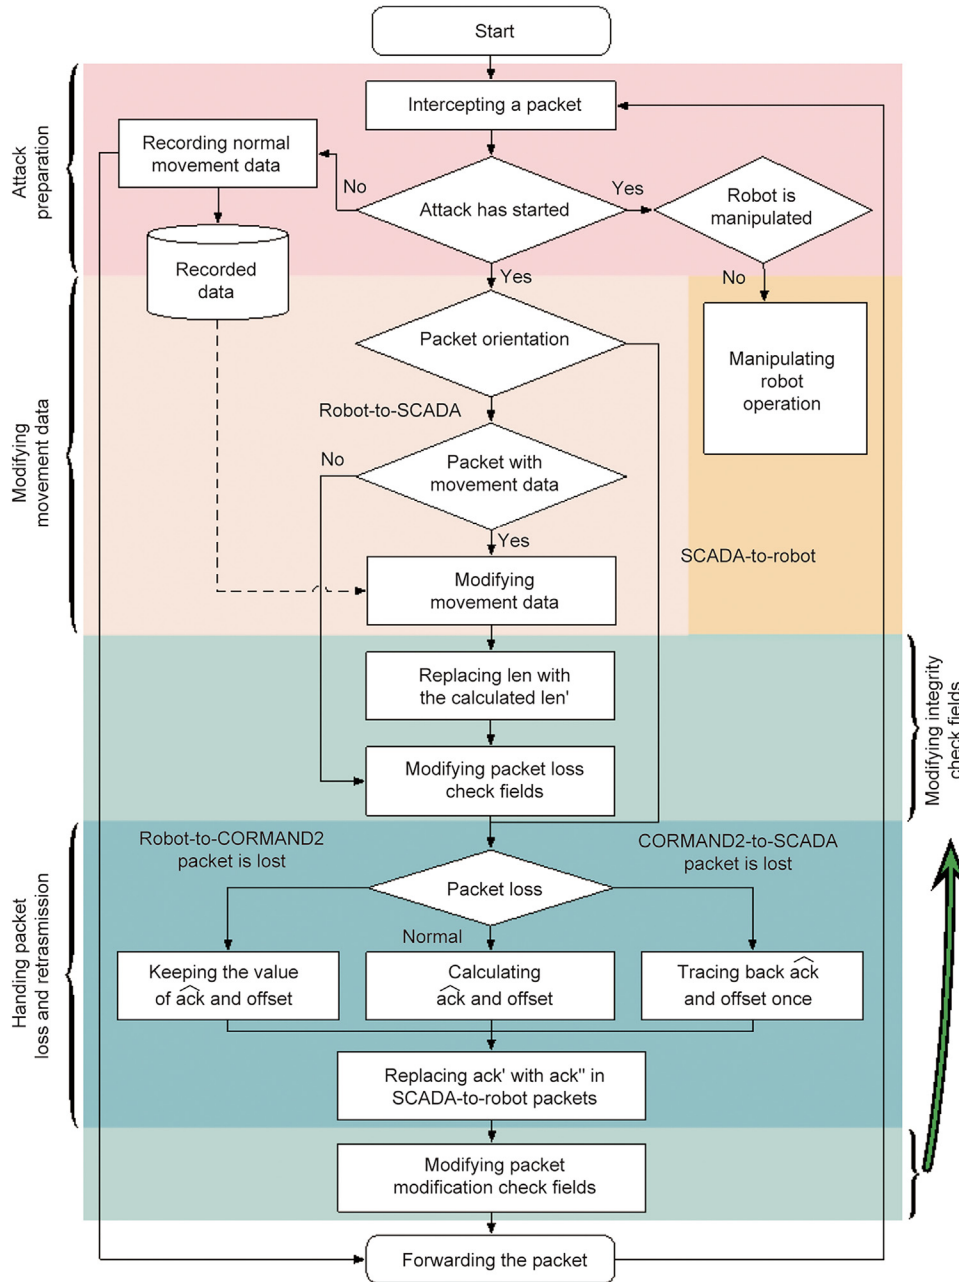 Start
Intercepting a packet
Attack
preparation
Recording normal
movement data
No
Attack has started
Yes
Robot is
manipulated
Recorded
data
Yes
No
Packet orientation
Manipulating
robot
operation
Robot-to-SCADA
Modifying
movement data
No
Packet with
movement data
Yes
SCADA-to-robot
Modifying
movement data
Replacing len with
the calculated len'
Modifying integrity
check fields
Modifying packet loss
check fields
Robot-to-CORMAND2
packet is lost
CORMAND2-to-SCADA
packet is lost
Packet loss
Handing packet
loss and retrasmission
Normal
Keeping the value
of a͡ck and offset
Calculating
a͡ck and offset
Tracing back a͡ck
and offset once
Replacing ack' with ack" in
SCADA-to-robot packets
Modifying packet
modification check fields
Forwarding the packet